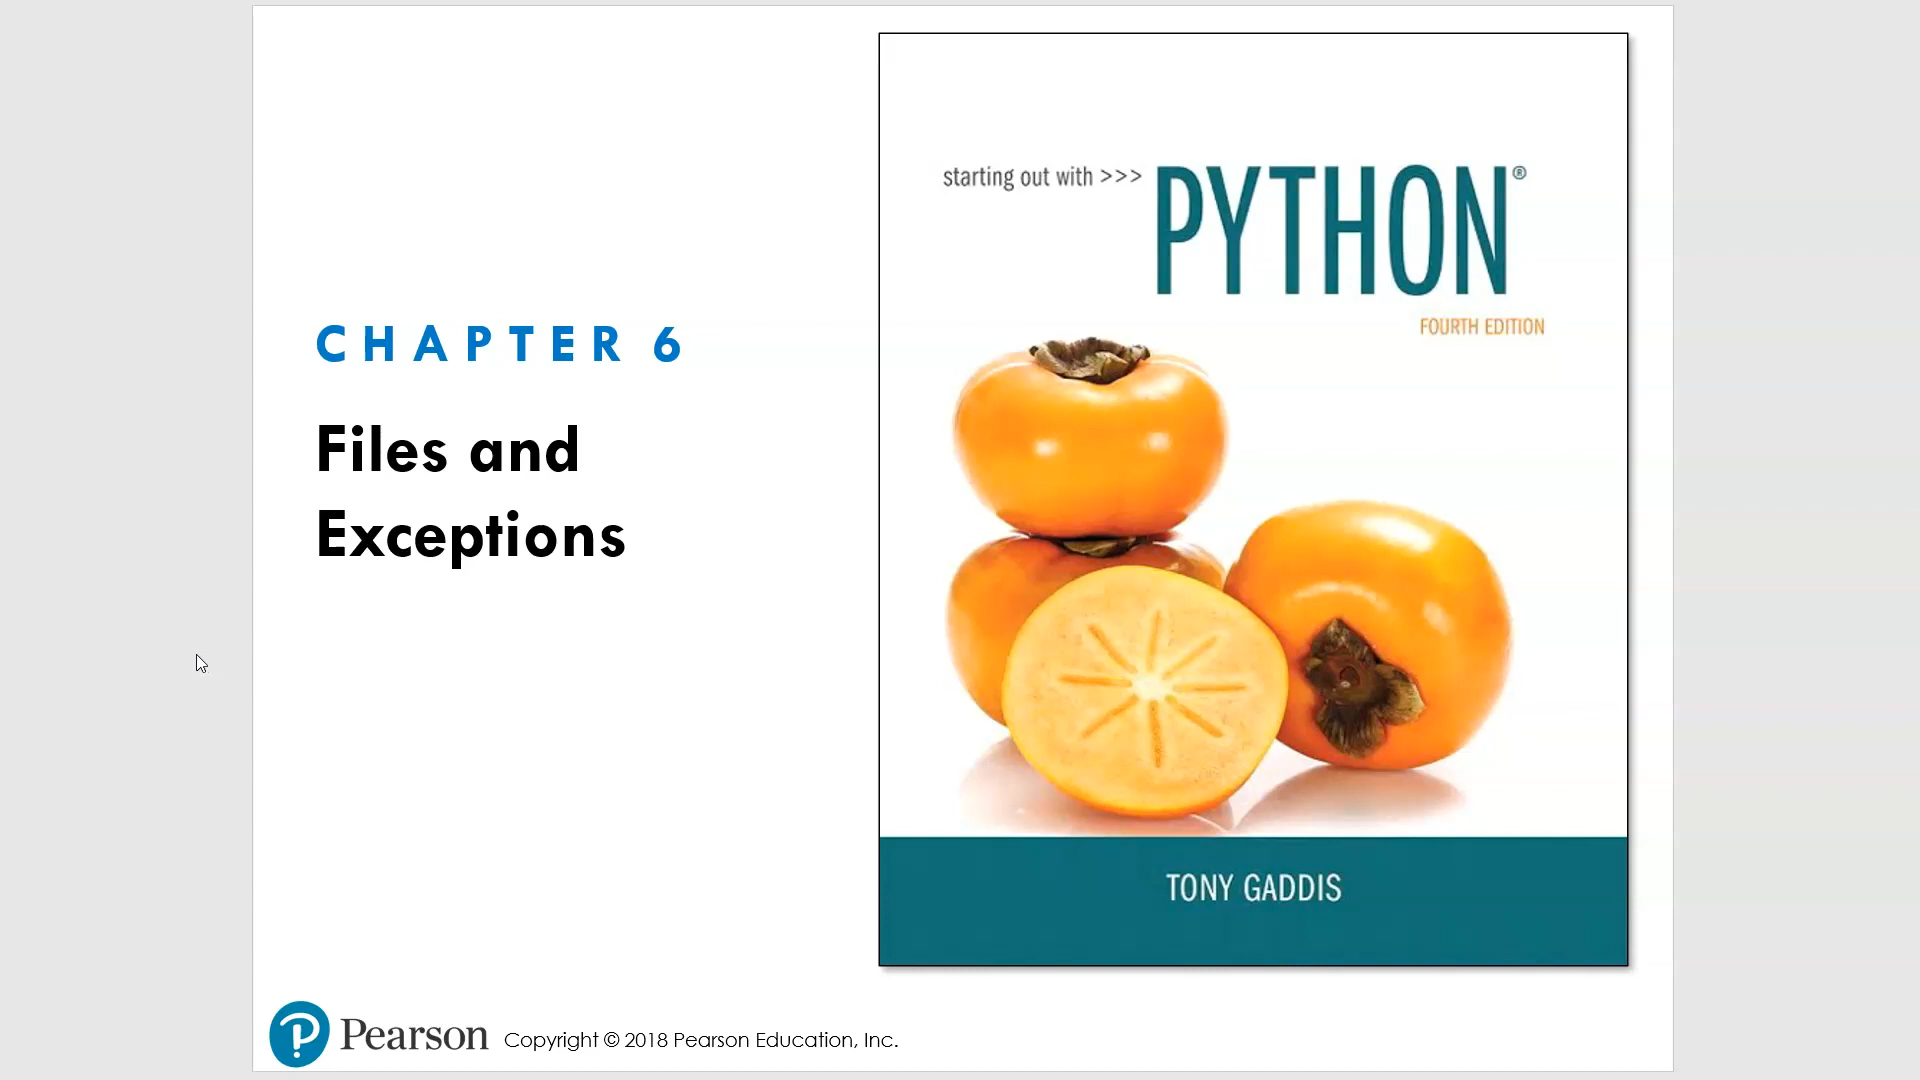 CHAPTER 6
Files and
Exceptions
starting out with >>> PYTHON®
FOURTH EDITION
TONY GADDIS
Pearson Copyright © 2018 Pearson Education, Inc.